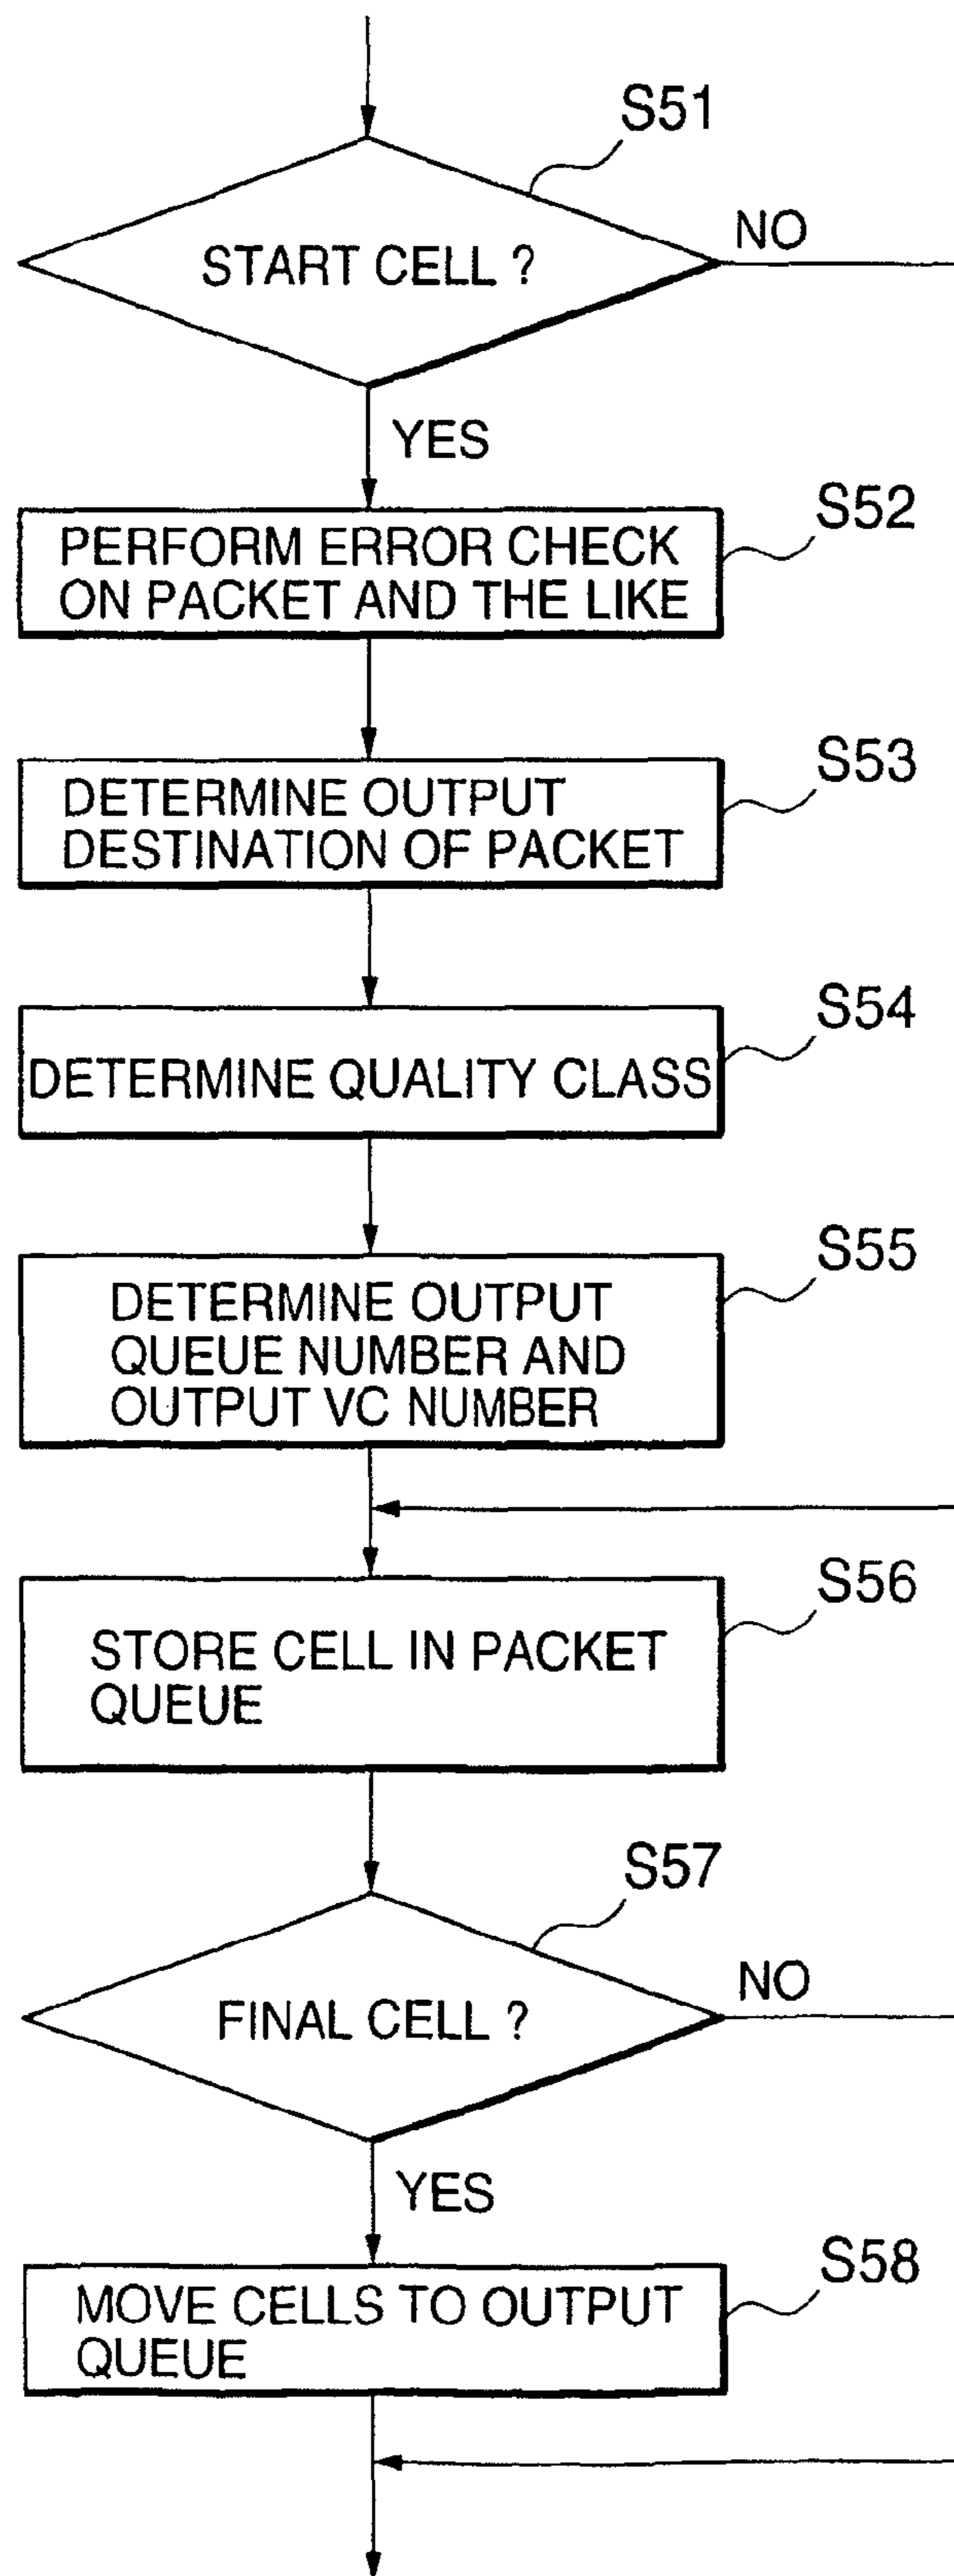 S51
START CELL ?
NO
YES
S52
PERFORM ERROR CHECK
ON PACKET AND THE LIKE
S53
DETERMINE OUTPUT
DESTINATION OF PACKET
S54
DETERMINE QUALITY CLASS
S55
DETERMINE OUTPUT
QUEUE NUMBER AND
OUTPUT VC NUMBER
S56
STORE CELL IN PACKET
QUEUE
S57
FINAL CELL ?
NO
YES
S58
MOVE CELLS TO OUTPUT
QUEUE